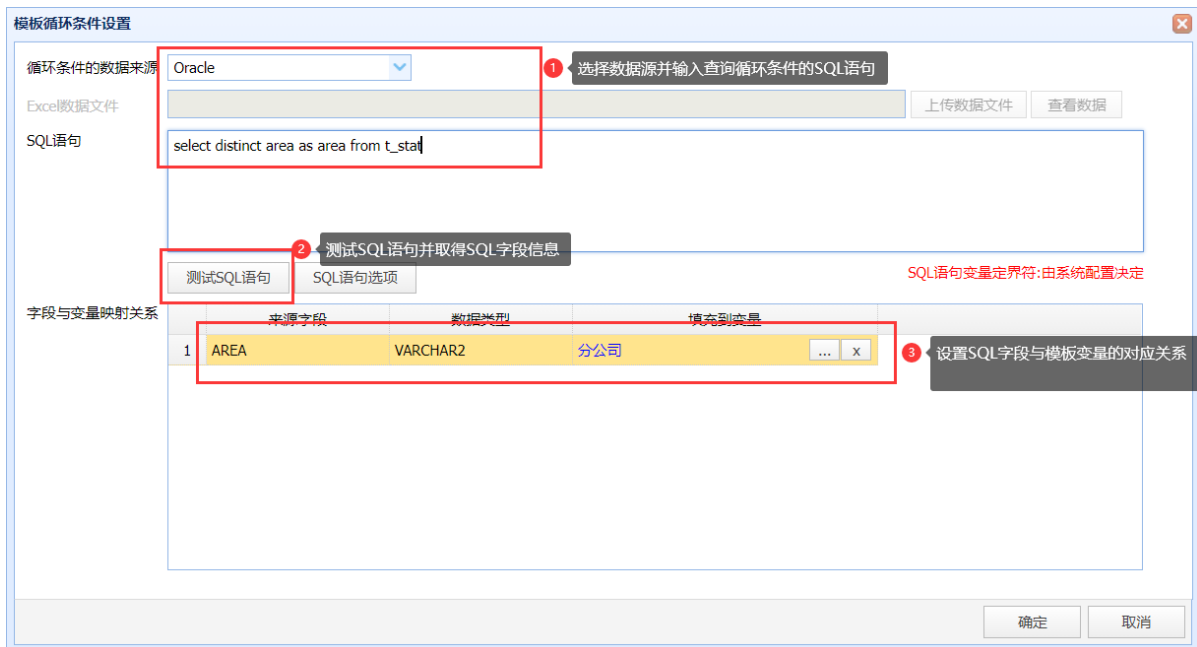 模板循环条件设置
循环条件的数据来源 Oracle
1 选择数据源并输入查询循环条件的SQL语句
Excel数据文件 上传数据文件 查看数据
SQL语句 select distinct area as area from t_stat
2 测试SQL语句并取得SQL字段信息
测试SQL语句 SQL语句选项 SQL语句变量定界符:由系统配置决定
字段与变量映射关系 来源字段 数据类型 填充到变量
1 AREA VARCHAR2 分公司 ... x 3 设置SQL字段与模板变量的对应关系
确定 取消